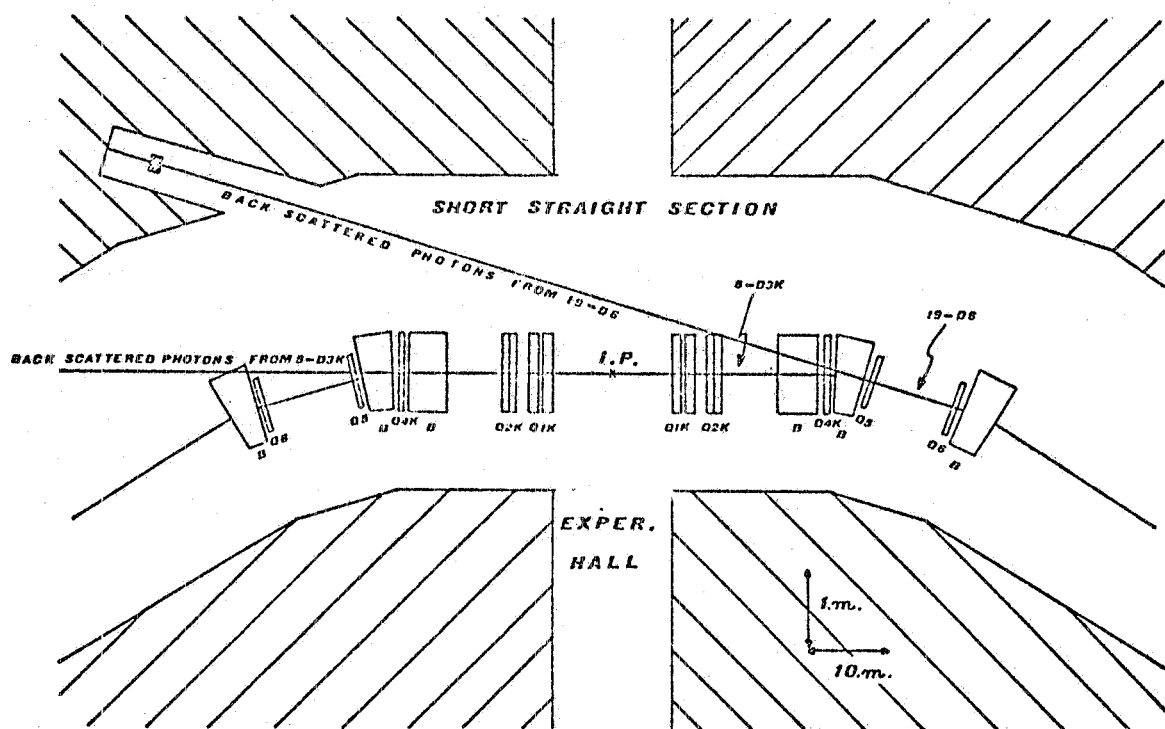 SHORT STRAIGHT SECTION
BACK SCATTERED PHOTONS FROM 19-D6
8-D3K
19-D8
BACK SCATTERED PHOTONS FROM 8-D3K
I.P.
Q6
B
Q5
B
Q4K
B
Q2K
Q1K
Q1K
Q2K
B
Q4K
B
Q5
Q6
B
EXPER.
HALL
1.m.
10.m.